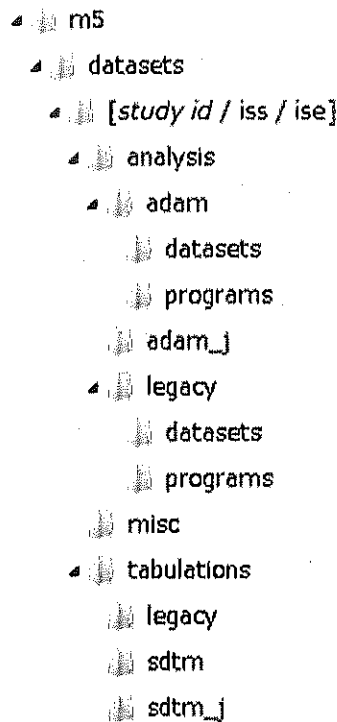 m5
datasets
[study id / iss / ise]
analysis
adam
datasets
programs
adam_j
legacy
datasets
programs
misc
tabulations
legacy
sdtm
sdtm_j